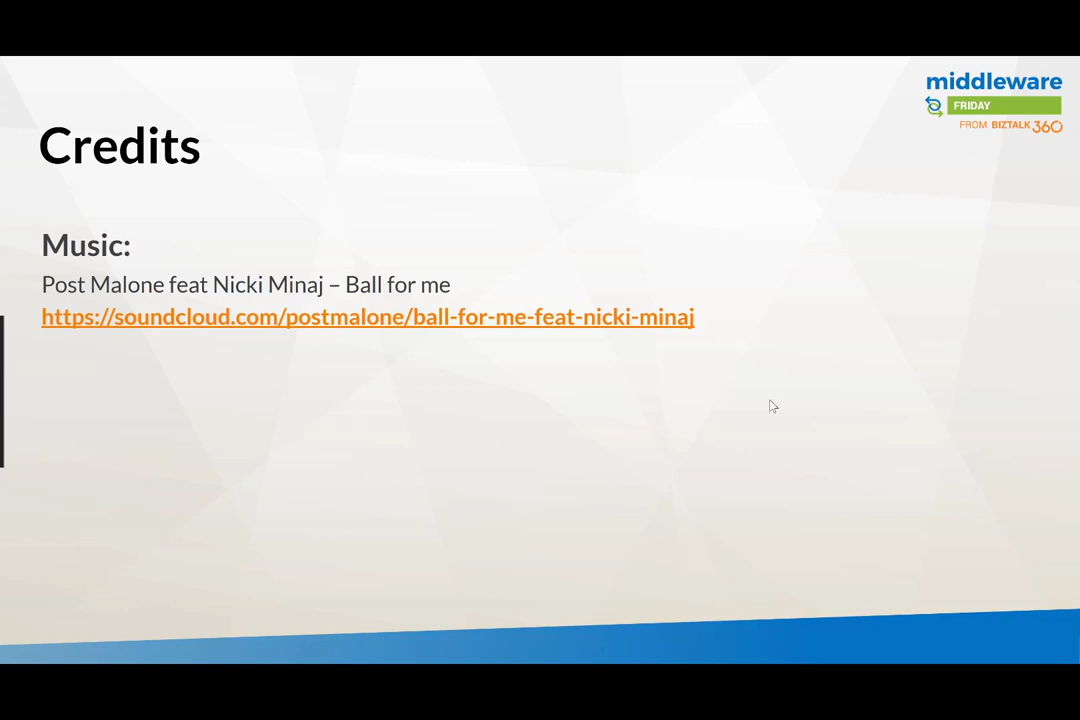 middleware
FRIDAY
FROM BIZTALK 360
Credits
Music:
Post Malone feat Nicki Minaj – Ball for me
https://soundcloud.com/postmalone/ball-for-me-feat-nicki-minaj